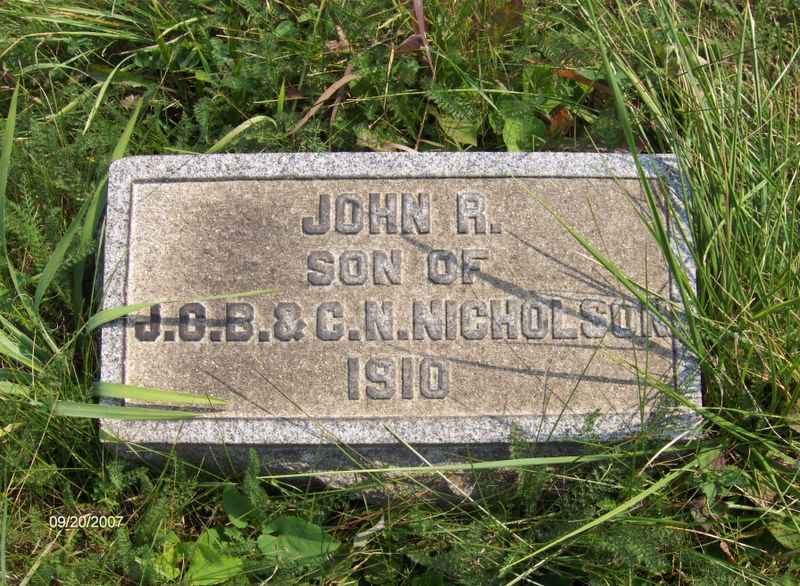 JOHN R.
SON OF
J.C.B. & C.N. NICHOLSON
1910
09/20/2007